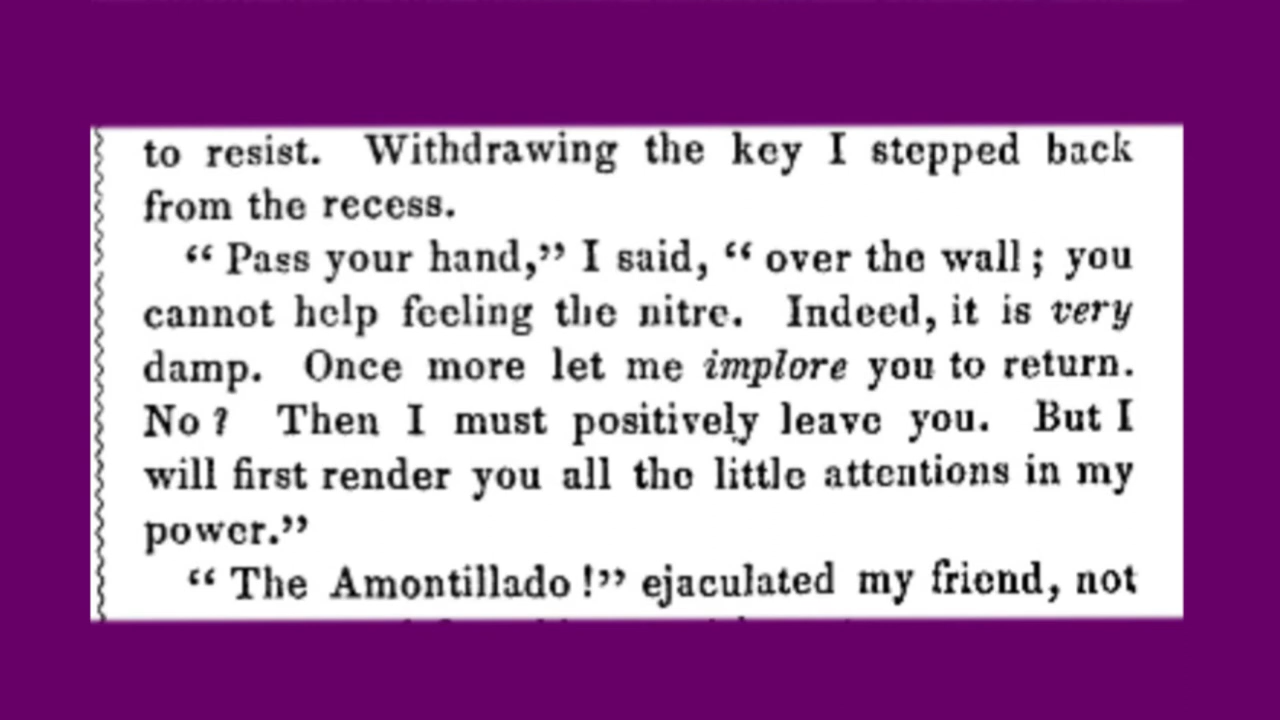 to resist. Withdrawing the key I stepped back
from the recess.
“ Pass your hand,” I said, “ over the wall ; you
cannot help feeling the nitre. Indeed, it is very
damp. Once more let me implore you to return.
No ? Then I must positively leave you. But I
will first render you all the little attentions in my
power.”
“ The Amontillado !” ejaculated my friend, not